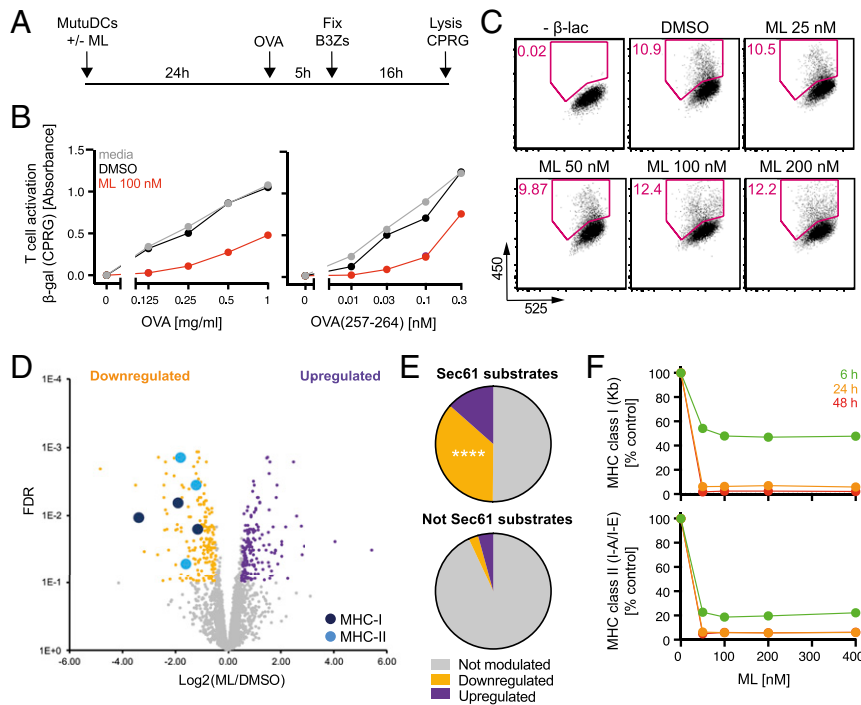 A
MutuDCs
+/- ML
OVA
Fix
B3Zs
Lysis
CPRG
24h
5h
16h
B
T cell activation
β-gal (CPRG) [Absorbance]
1.5
1.0
0.5
0.0
media
DMSO
ML 100 nM
0
0.125
0.25
0.5
1
OVA [mg/ml]
0
0.01
0.03
0.1
0.3
OVA(257-264) [nM]
C
- β-lac
DMSO
ML 25 nM
0.02
10.9
10.5
ML 50 nM
ML 100 nM
ML 200 nM
9.87
12.4
12.2
450
525
D
Downregulated
Upregulated
FDR
1E-4
1E-3
1E-2
1E-1
1E+0
MHC-I
MHC-II
-6.00
-4.00
-2.00
0.00
2.00
4.00
6.00
Log2(ML/DMSO)
E
Sec61 substrates
****
Not Sec61 substrates
Not modulated
Downregulated
Upregulated
F
MHC class I (Kb)
[% control]
100
80
60
40
20
0
6 h
24 h
48 h
MHC class II (I-A/I-E)
[% control]
100
80
60
40
20
0
0
100
200
300
400
ML [nM]